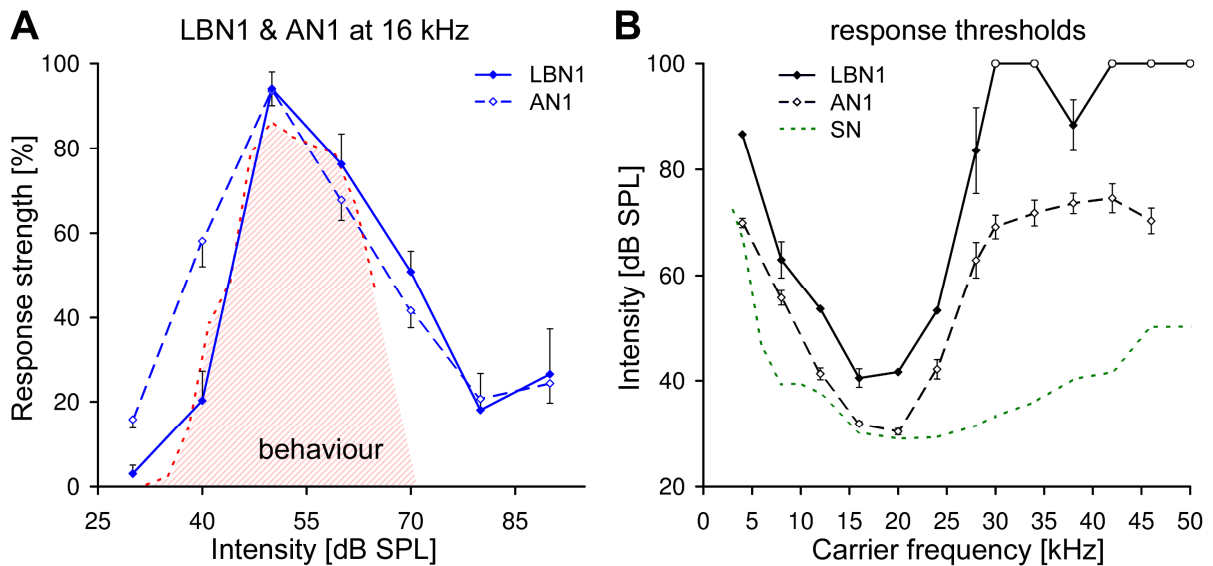 A
LBN1 & AN1 at 16 kHz
Response strength [%]
100
80
60
40
20
0
LBN1
AN1
behaviour
25
40
55
70
85
Intensity [dB SPL]
B
response thresholds
Intensity [dB SPL]
100
80
60
40
20
LBN1
AN1
SN
0
5
10
15
20
25
30
35
40
45
50
Carrier frequency [kHz]